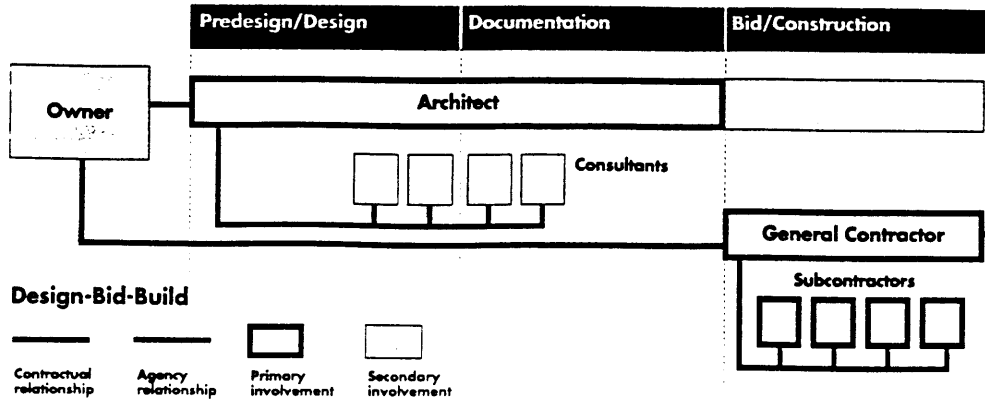 Predesign/Design
Documentation
Bid/Construction
Owner
Architect
Consultants
General Contractor
Subcontractors
Design-Bid-Build
Contractual
relationship
Agency
relationship
Primary
involvement
Secondary
involvement